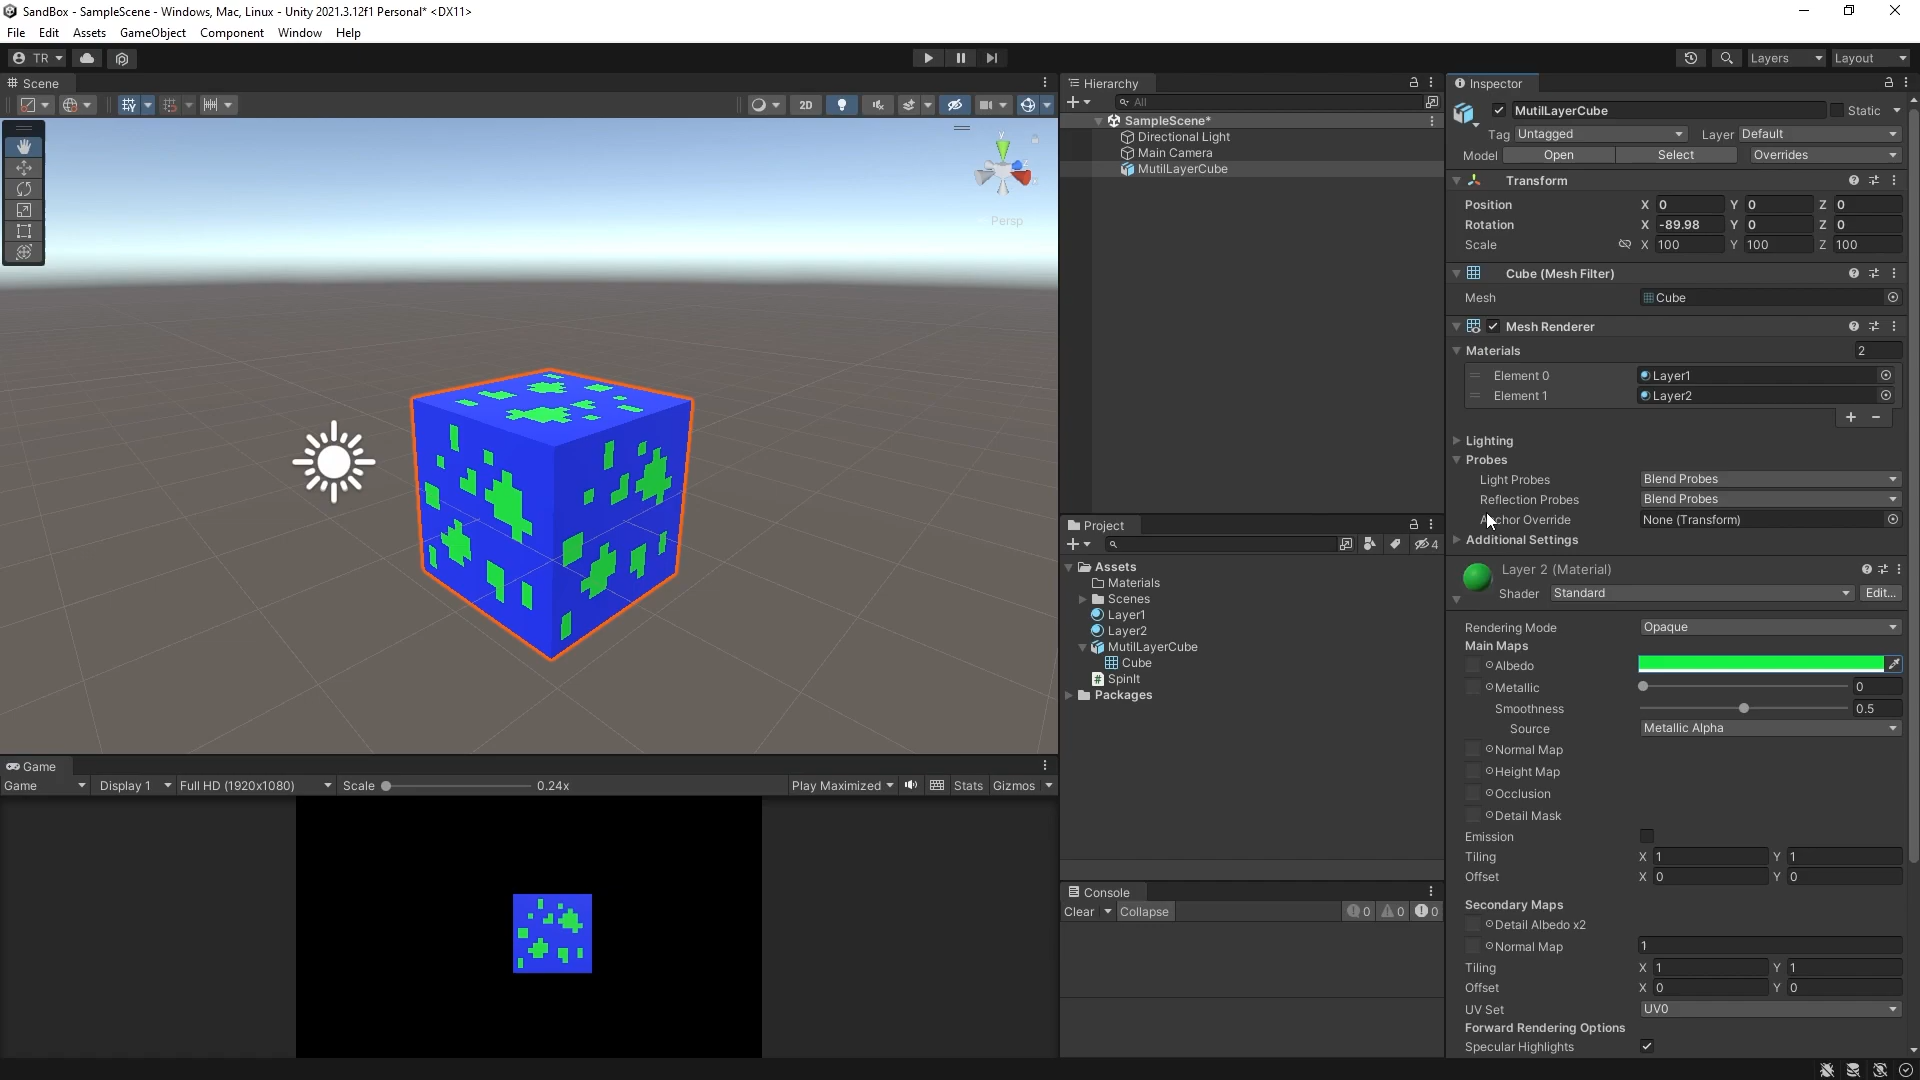 SandBox - SampleScene - Windows, Mac, Linux - Unity 2021.3.12f1 Personal* <DX11>
File Edit Assets GameObject Component Window Help
TR
Layers Layout
Scene
2D
y
Persp
Game
Game Display 1 Full HD (1920x1080) Scale 0.24x Play Maximized Stats Gizmos
Hierarchy
All
SampleScene*
Directional Light
Main Camera
MutilLayerCube
Project
4
Assets
Materials
Scenes
Layer1
Layer2
MutilLayerCube
Cube
SpinIt
Packages
Console
Clear Collapse 0 0 0
Inspector
MutilLayerCube Static
Tag Untagged Layer Default
Model Open Select Overrides
Transform
Position X 0 Y 0 Z 0
Rotation X -89.98 Y 0 Z 0
Scale X 100 Y 100 Z 100
Cube (Mesh Filter)
Mesh Cube
Mesh Renderer
Materials 2
Element 0 Layer1
Element 1 Layer2
Lighting
Probes
Light Probes Blend Probes
Reflection Probes Blend Probes
Anchor Override None (Transform)
Additional Settings
Layer 2 (Material)
Shader Standard Edit...
Rendering Mode Opaque
Main Maps
Albedo
Metallic 0
Smoothness 0.5
Source Metallic Alpha
Normal Map
Height Map
Occlusion
Detail Mask
Emission
Tiling X 1 Y 1
Offset X 0 Y 0
Secondary Maps
Detail Albedo x2
Normal Map 1
Tiling X 1 Y 1
Offset X 0 Y 0
UV Set UV0
Forward Rendering Options
Specular Highlights